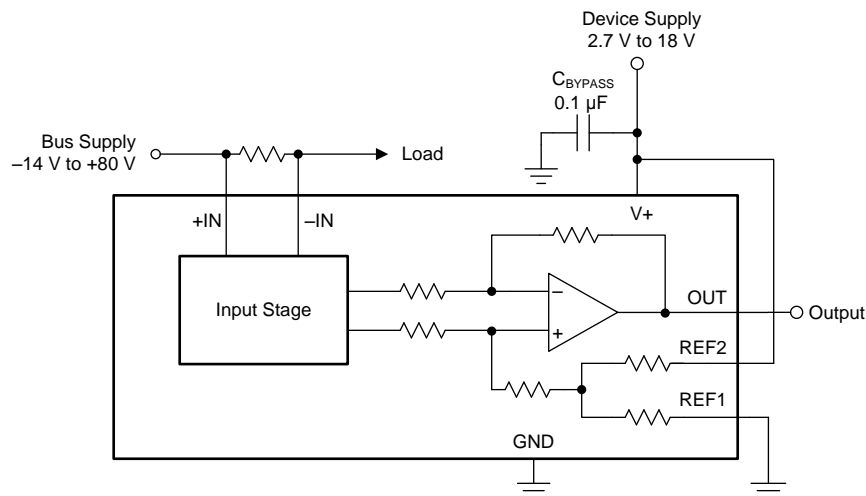 Device Supply
2.7 V to 18 V
CBYPASS
0.1 µF
Bus Supply
–14 V to +80 V
Load
+IN
–IN
V+
Input Stage
–
+
OUT
Output
REF2
REF1
GND